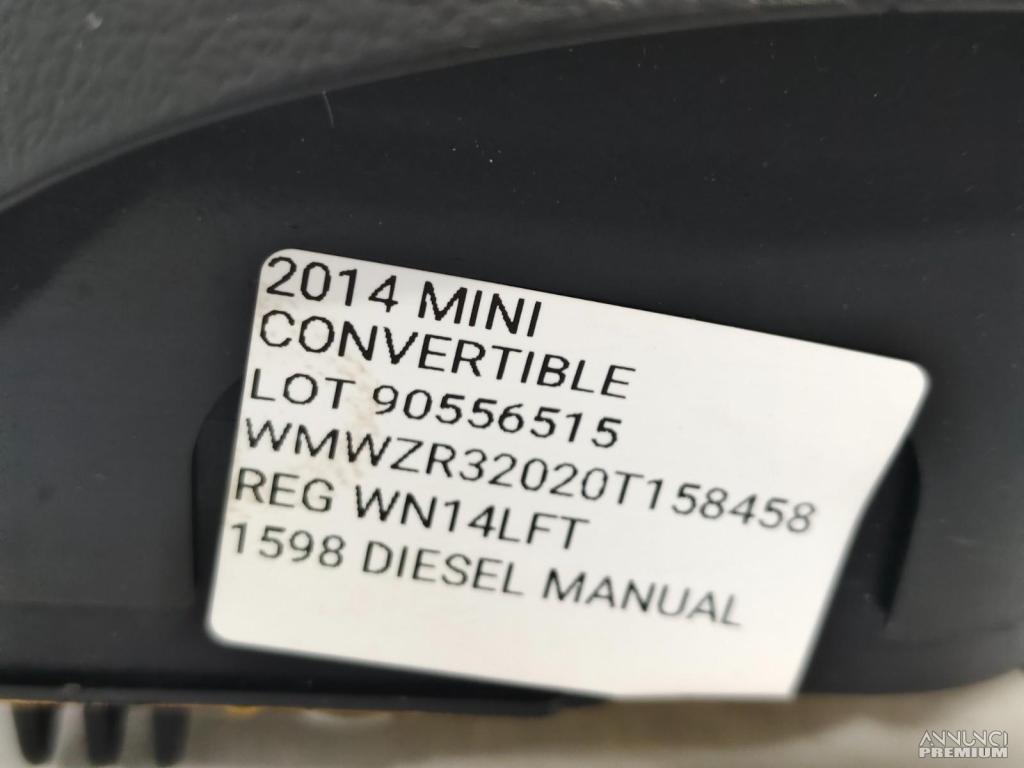 2014 MINI
CONVERTIBLE
LOT 90556515
WMWZR32020T158458
REG WN14LFT
1598 DIESEL MANUAL
ANNUNCI
PREMIUM